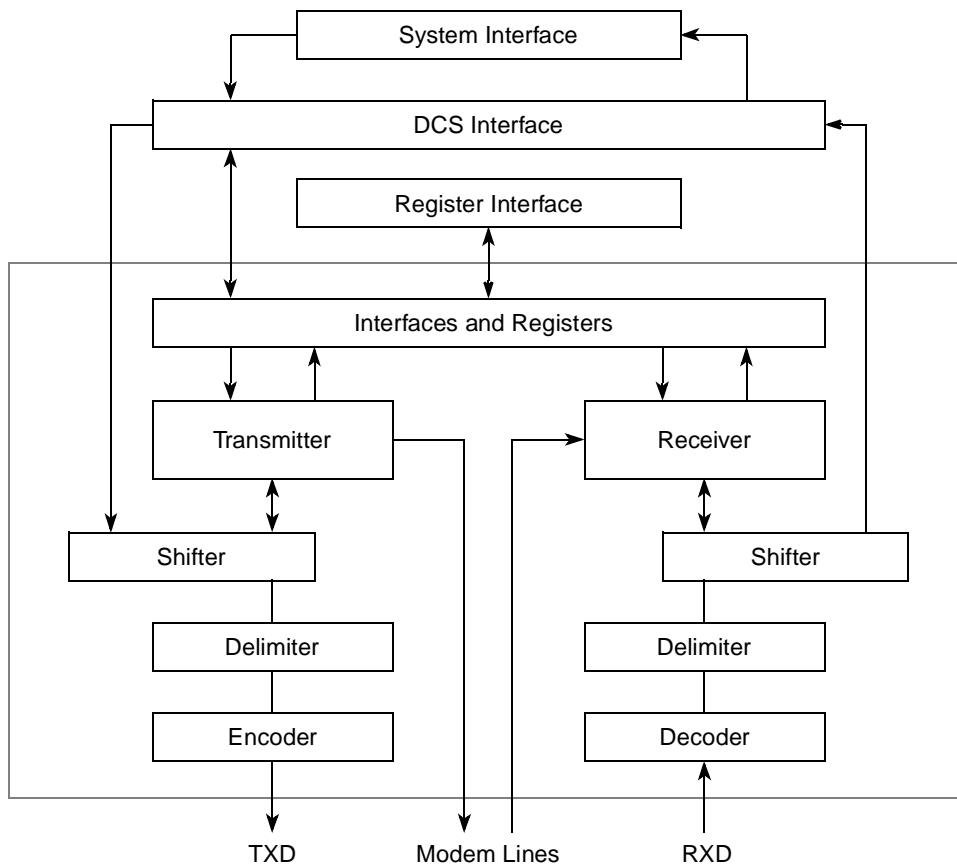 System Interface
DCS Interface
Register Interface
Interfaces and Registers
Transmitter
Receiver
Shifter
Shifter
Delimiter
Delimiter
Encoder
Decoder
TXD
Modem Lines
RXD